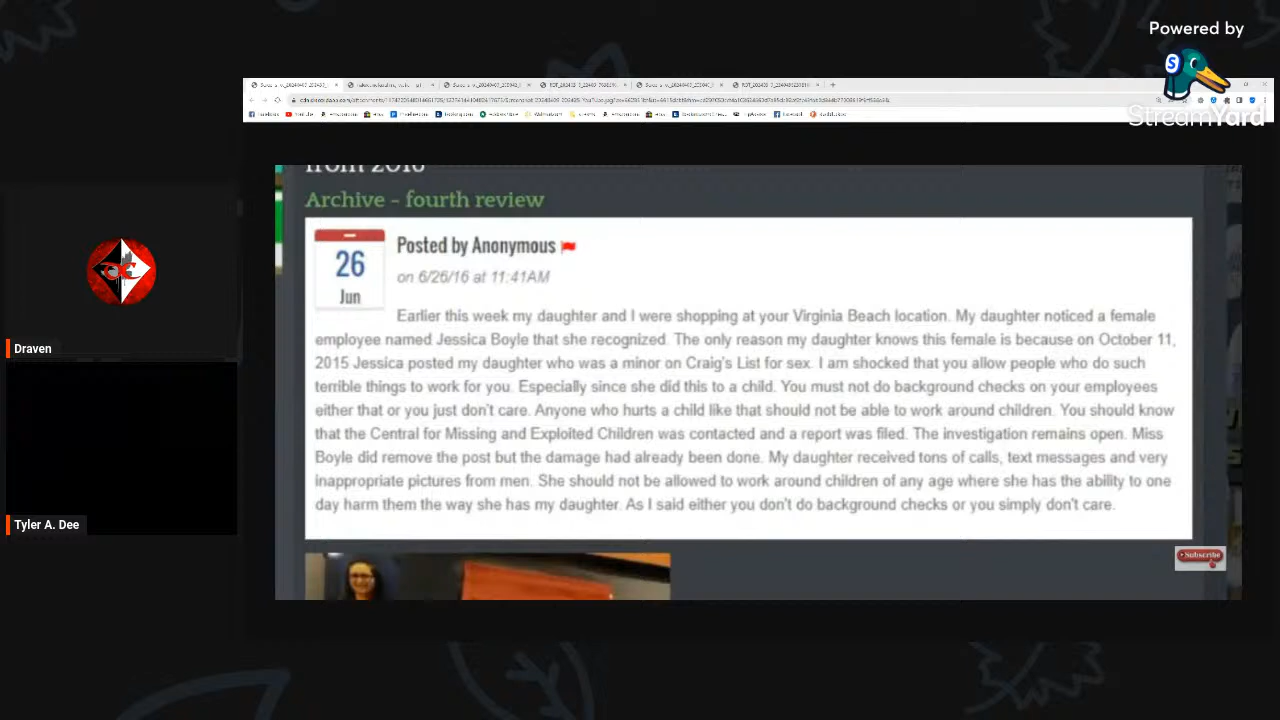 Powered by
StreamYard
from 2016
Archive - fourth review
26
Jun
Posted by Anonymous
on 6/26/16 at 11:41AM
Earlier this week my daughter and I were shopping at your Virginia Beach location. My daughter noticed a female
employee named Jessica Boyle that she recognized. The only reason my daughter knows this female is because on October 11,
2015 Jessica posted my daughter who was a minor on Craig's List for sex. I am shocked that you allow people who do such
terrible things to work for you. Especially since she did this to a child. You must not do background checks on your employees
either that or you just don't care. Anyone who hurts a child like that should not be able to work around children. You should know
that the Central for Missing and Exploited Children was contacted and a report was filed. The investigation remains open. Miss
Boyle did remove the post but the damage had already been done. My daughter received tons of calls, text messages and very
inappropriate pictures from men. She should not be allowed to work around children of any age where she has the ability to one
day harm them the way she has my daughter. As I said either you don't do background checks or you simply don't care.
Subscribe
Draven
Tyler A. Dee